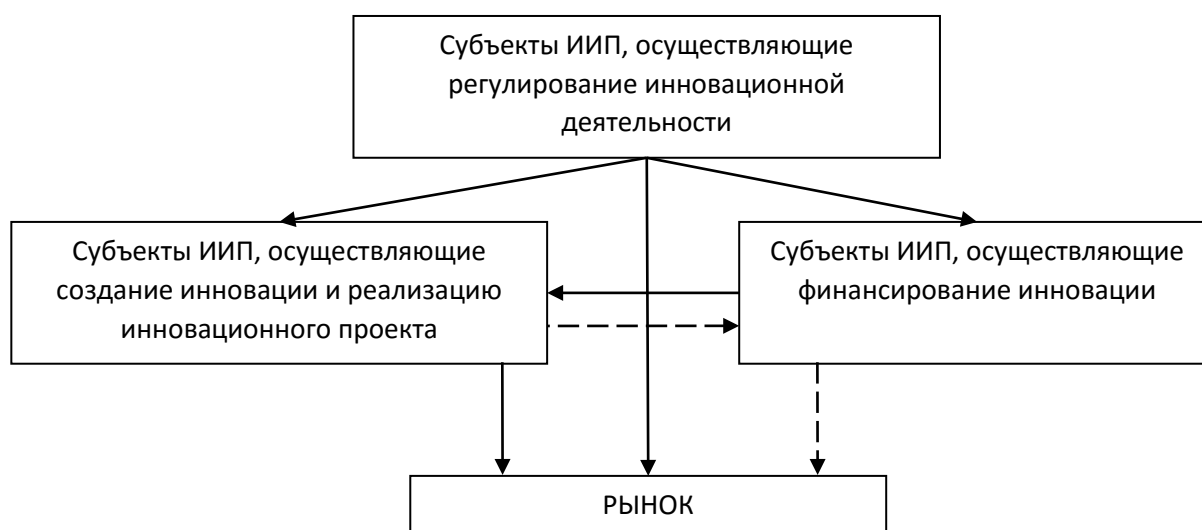 Субъекты ИИП, осуществляющие
регулирование инновационной
деятельности
Субъекты ИИП, осуществляющие
создание инновации и реализацию
инновационного проекта
Субъекты ИИП, осуществляющие
финансирование инновации
РЫНОК